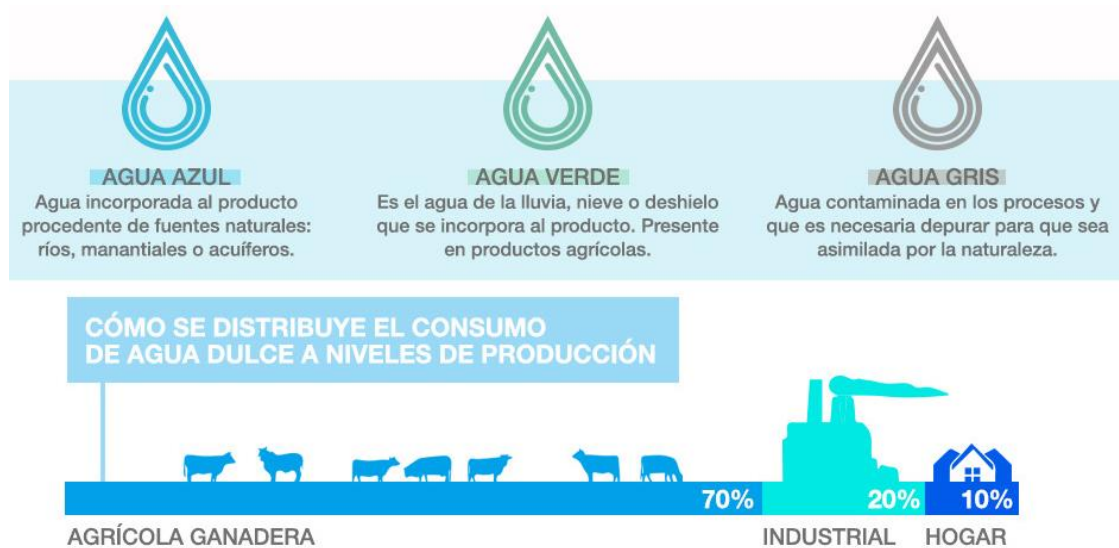 AGUA AZUL
Agua incorporada al producto
procedente de fuentes naturales:
ríos, manantiales o acuíferos.
AGUA VERDE
Es el agua de la lluvia, nieve o deshielo
que se incorpora al producto. Presente
en productos agrícolas.
AGUA GRIS
Agua contaminada en los procesos y
que es necesaria depurar para que sea
asimilada por la naturaleza.
CÓMO SE DISTRIBUYE EL CONSUMO
DE AGUA DULCE A NIVELES DE PRODUCCIÓN
70%
20%
10%
AGRÍCOLA GANADERA
INDUSTRIAL
HOGAR